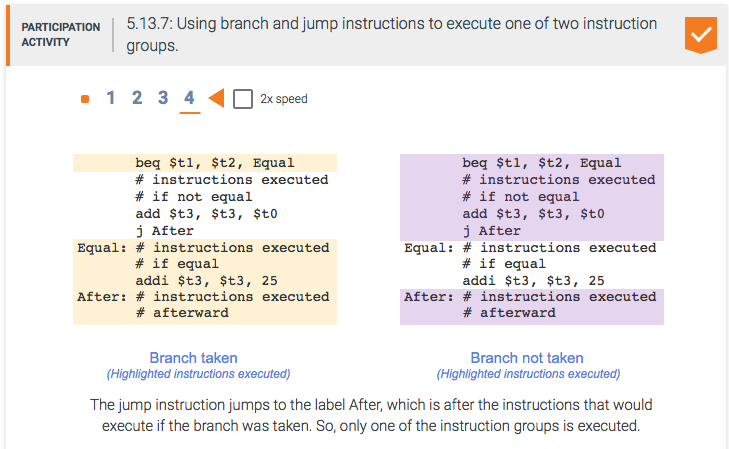 PARTICIPATION
ACTIVITY
5.13.7: Using branch and jump instructions to execute one of two instruction
groups.
1 2 3 4 2x speed
beq $t1, $t2, Equal
# instructions executed
# if not equal
add $t3, $t3, $t0
j After
Equal: # instructions executed
# if equal
addi $t3, $t3, 25
After: # instructions executed
# afterward
Branch taken
(Highlighted instructions executed)
beq $t1, $t2, Equal
# instructions executed
# if not equal
add $t3, $t3, $t0
j After
Equal: # instructions executed
# if equal
addi $t3, $t3, 25
After: # instructions executed
# afterward
Branch not taken
(Highlighted instructions executed)
The jump instruction jumps to the label After, which is after the instructions that would
execute if the branch was taken. So, only one of the instruction groups is executed.